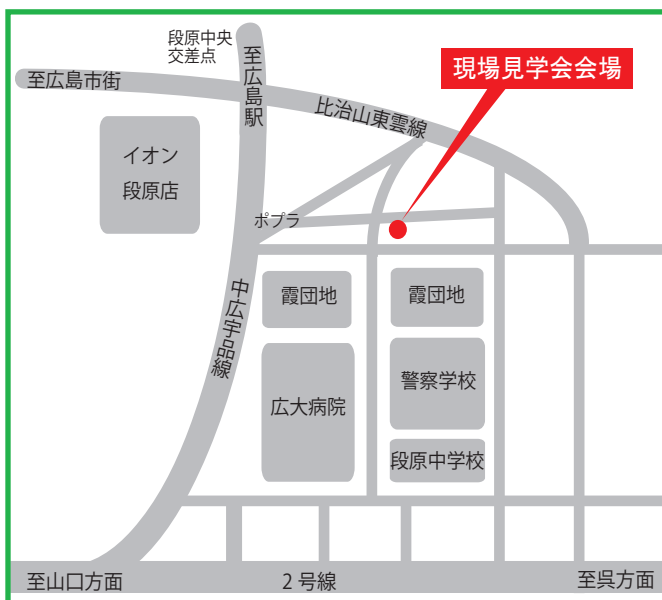 段原中央
交差点
至広島駅
現場見学会会場
至広島市街
比治山東雲線
イオン
段原店
ポプラ
中広宇品線
霞団地
霞団地
広大病院
警察学校
段原中学校
至山口方面
2号線
至呉方面